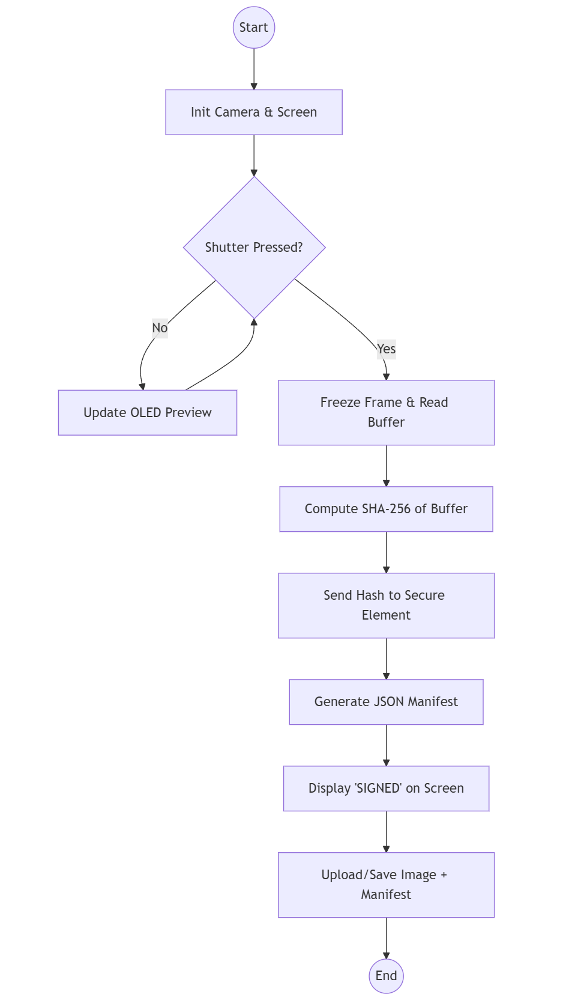 Start
Init Camera & Screen
Shutter Pressed?
No
Yes
Update OLED Preview
Freeze Frame & Read
Buffer
Compute SHA-256 of Buffer
Send Hash to Secure
Element
Generate JSON Manifest
Display 'SIGNED' on Screen
Upload/Save Image +
Manifest
End